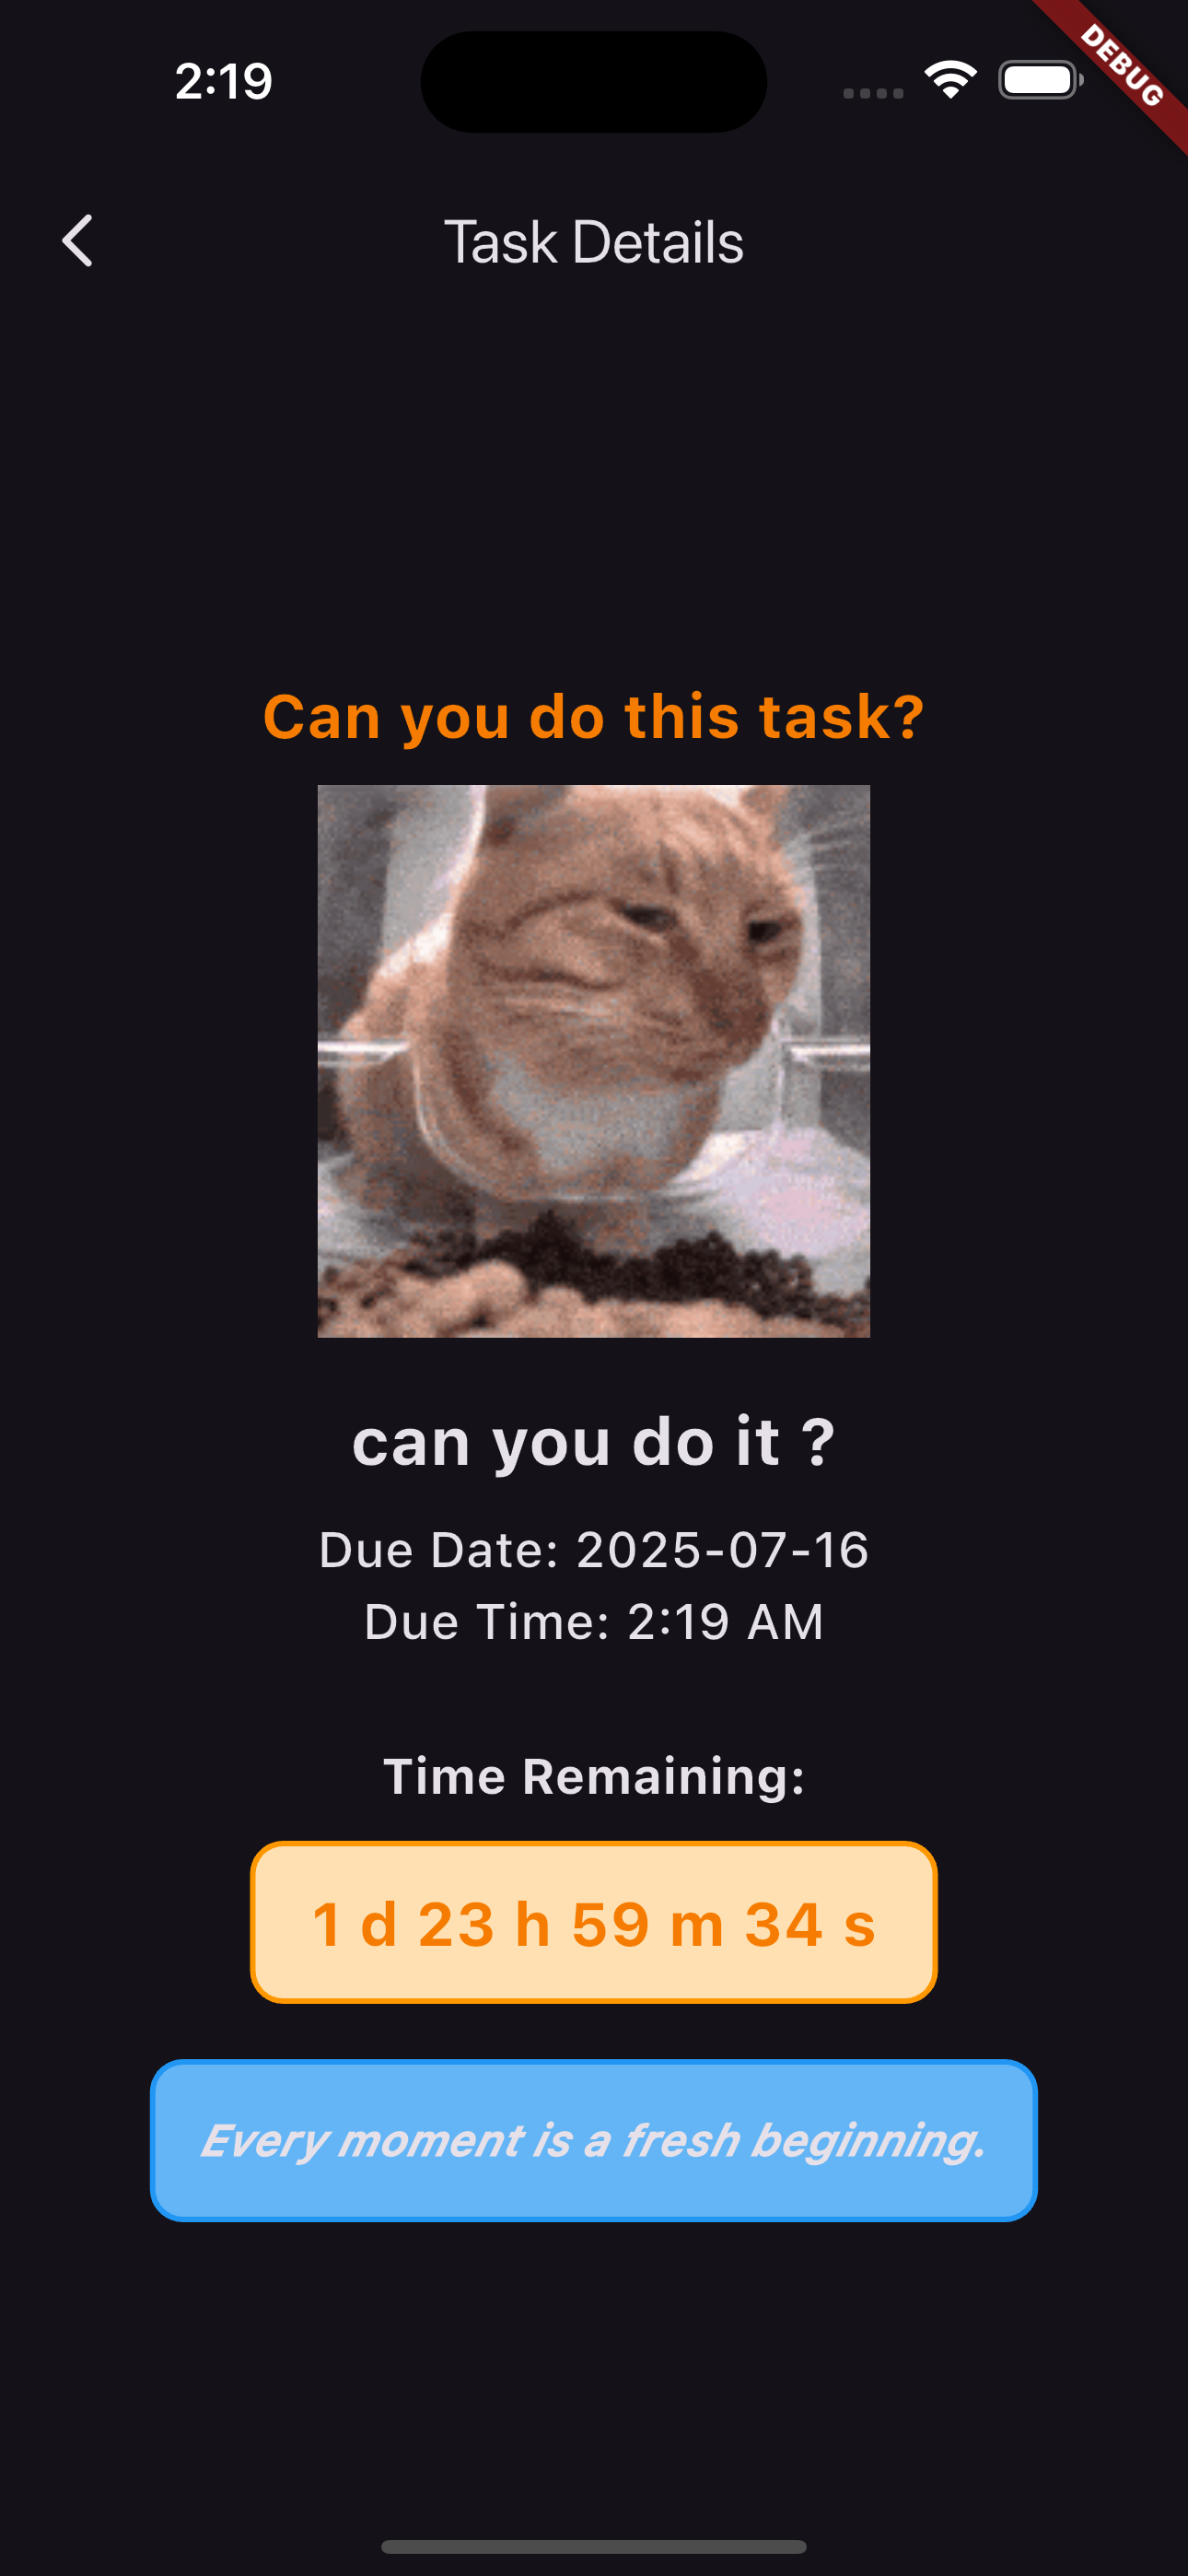 2:19
DEBUG
Task Details
Can you do this task?
can you do it ?
Due Date: 2025-07-16
Due Time: 2:19 AM
Time Remaining:
1 d 23 h 59 m 34 s
Every moment is a fresh beginning.